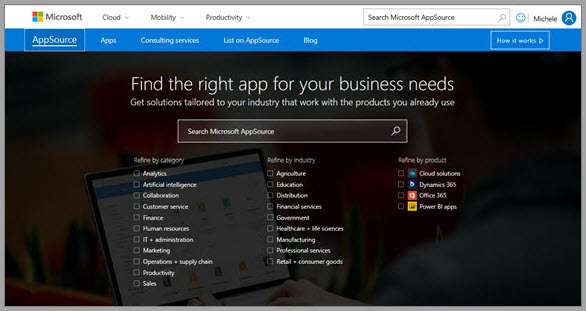 Microsoft Cloud Mobility Productivity Search Microsoft AppSource Michele
AppSource Apps Consulting services List on AppSource Blog How it works
Find the right app for your business needs
Get solutions tailored to your industry that work with the products you already use
Search Microsoft AppSource
Refine by category
Analytics
Artificial intelligence
Collaboration
Customer service
Finance
Human resources
IT + administration
Marketing
Operations + supply chain
Productivity
Sales
Refine by industry
Agriculture
Education
Distribution
Financial services
Government
Healthcare + life sciences
Manufacturing
Professional services
Retail + consumer goods
Refine by product
Cloud solutions
Dynamics 365
Office 365
Power BI apps